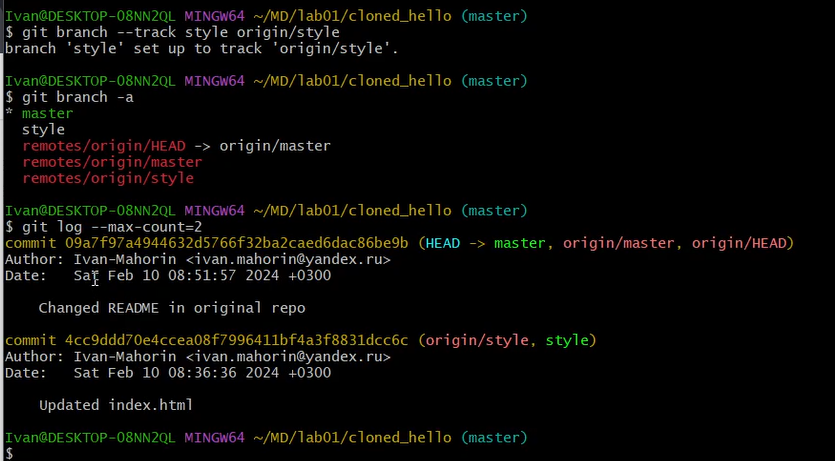 Ivan@DESKTOP-08NN2QL MINGW64 ~/MD/lab01/cloned_hello (master)
$ git branch --track style origin/style
branch 'style' set up to track 'origin/style'.
Ivan@DESKTOP-08NN2QL MINGW64 ~/MD/lab01/cloned_hello (master)
$ git branch -a
* master
  style
  remotes/origin/HEAD -> origin/master
  remotes/origin/master
  remotes/origin/style
Ivan@DESKTOP-08NN2QL MINGW64 ~/MD/lab01/cloned_hello (master)
$ git log --max-count=2
commit 09a7f97a4944632d5766f32ba2caed6dac86be9b (HEAD -> master, origin/master, origin/HEAD)
Author: Ivan-Mahorin <ivan.mahorin@yandex.ru>
Date:   Sat Feb 10 08:51:57 2024 +0300
    Changed README in original repo
commit 4cc9ddd70e4ccea08f7996411bf4a3f8831dcc6c (origin/style, style)
Author: Ivan-Mahorin <ivan.mahorin@yandex.ru>
Date:   Sat Feb 10 08:36:36 2024 +0300
    Updated index.html
Ivan@DESKTOP-08NN2QL MINGW64 ~/MD/lab01/cloned_hello (master)
$